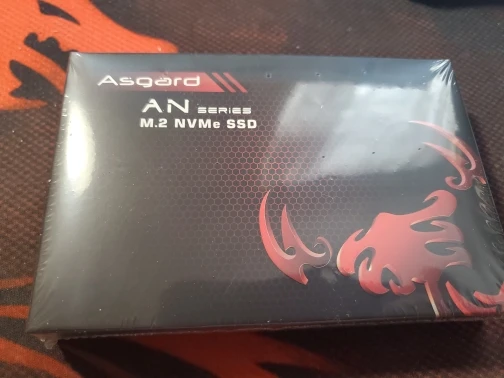 Asgard
AN SERIES
M.2 NVMe SSD